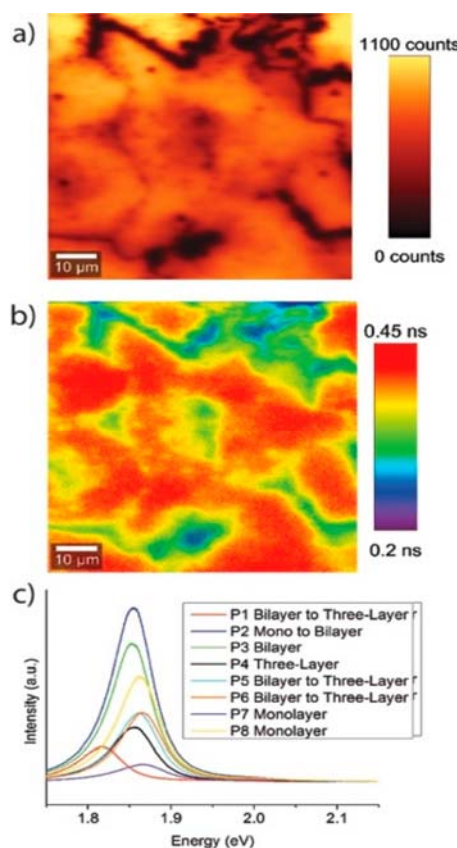 a)
1100 counts
10 μm
0 counts
b)
0.45 ns
10 μm
0.2 ns
c)
P1 Bilayer to Three-Layer
P2 Mono to Bilayer
P3 Bilayer
P4 Three-Layer
P5 Bilayer to Three-Layer
P6 Bilayer to Three-Layer
P7 Monolayer
P8 Monolayer
Intensity (a.u.)
1.8 1.9 2.0 2.1
Energy (eV)